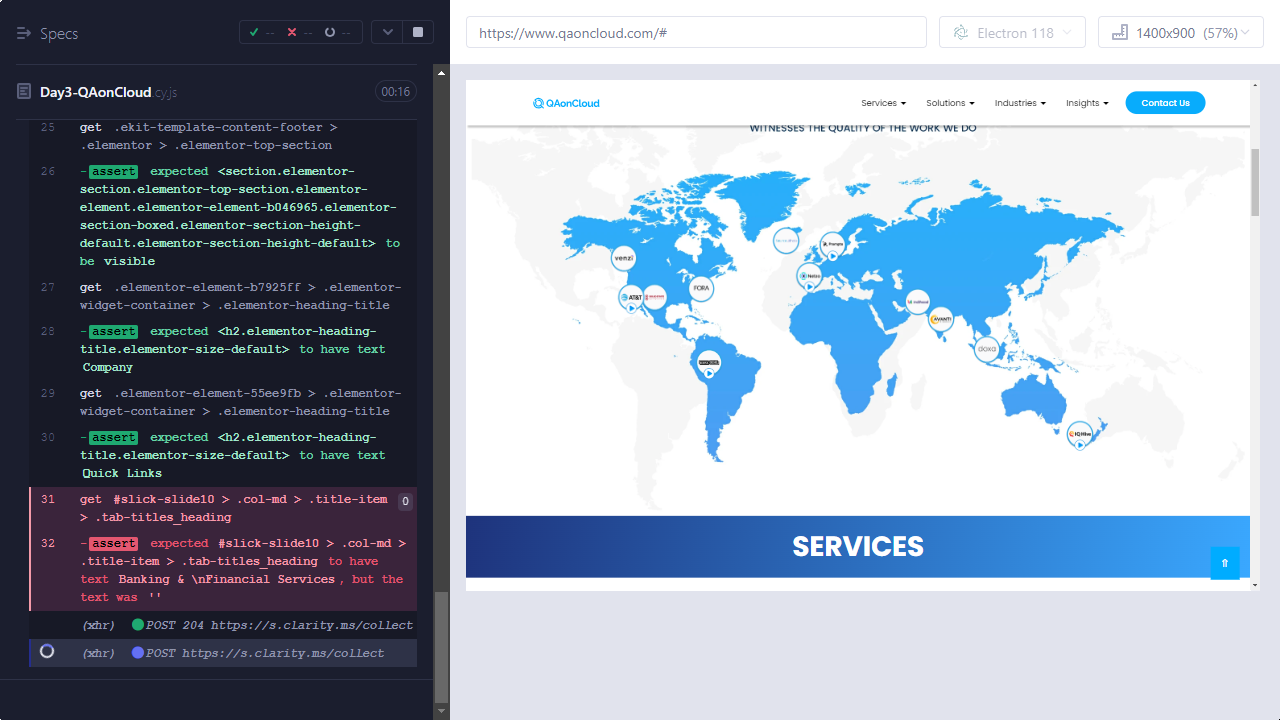 Specs
-- -- --
Day3-QAonCloud.cy.js
00:16
25 get .ekit-template-content-footer >
.elementor > .elementor-top-section
26 -assert expected <section.elementor-
section.elementor-top-section.elementor-
element.elementor-element-b046965.elementor-
section-boxed.elementor-section-height-
default.elementor-section-height-default> to
be visible
27 get .elementor-element-b7925ff > .elementor-
widget-container > .elementor-heading-title
28 -assert expected <h2.elementor-heading-
title.elementor-size-default> to have text
Company
29 get .elementor-element-55ee9fb > .elementor-
widget-container > .elementor-heading-title
30 -assert expected <h2.elementor-heading-
title.elementor-size-default> to have text
Quick Links
31 get #slick-slide10 > .col-md > .title-item 0
> .tab-titles_heading
32 -assert expected #slick-slide10 > .col-md >
.title-item > .tab-titles_heading to have
text Banking & \nFinancial Services, but the
text was ''
(xhr) POST 204 https://s.clarity.ms/collect
(xhr) POST https://s.clarity.ms/collect
https://www.qaoncloud.com/#
Electron 118
1400x900 (57%)
QAonCloud
Services
Solutions
Industries
Insights
Contact Us
WITNESSES THE QUALITY OF THE WORK WE DO
venzi
AT&T
FORA
AVANTI
doxa
IQHive
SERVICES